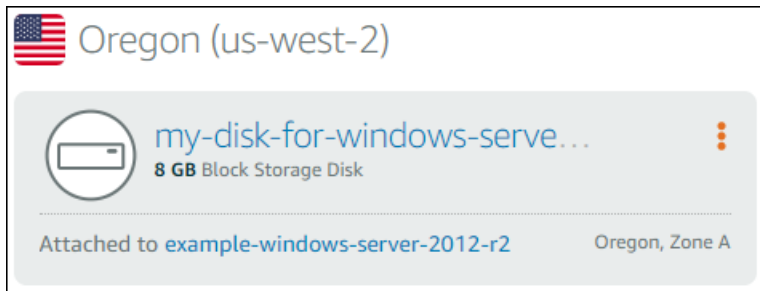 Oregon (us-west-2)
my-disk-for-windows-serve...
8 GB Block Storage Disk
Attached to example-windows-server-2012-r2
Oregon, Zone A